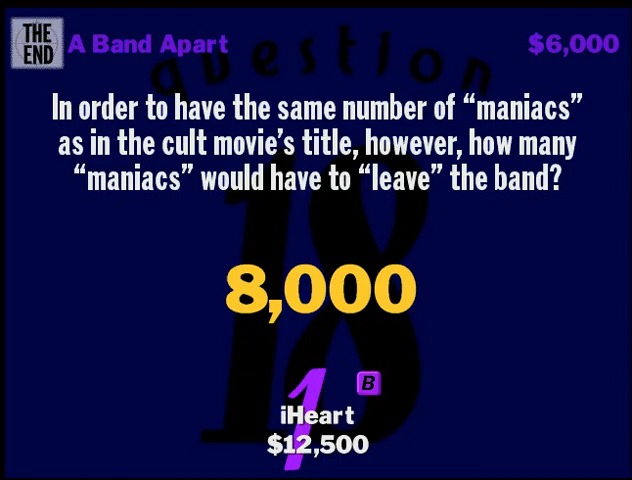 THE
END
A Band Apart
$6,000
question
18
In order to have the same number of “maniacs”
as in the cult movie’s title, however, how many
“maniacs” would have to “leave” the band?
8,000
1
B
iHeart
$12,500